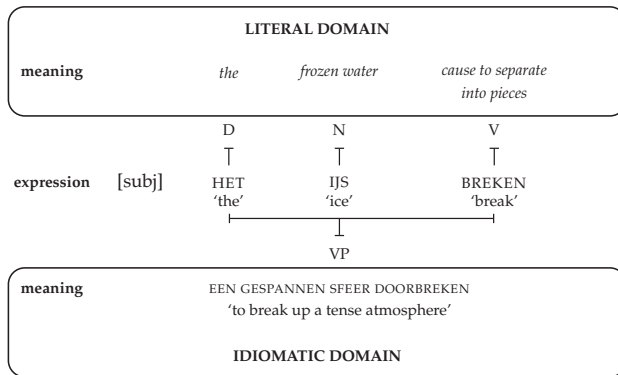 LITERAL DOMAIN
meaning the frozen water cause to separate
into pieces
D N V
expression [subj] HET IJS BREKEN
‘the’ ‘ice’ ‘break’
VP
meaning EEN GESPANNEN SFEER DOORBREKEN
‘to break up a tense atmosphere’
IDIOMATIC DOMAIN